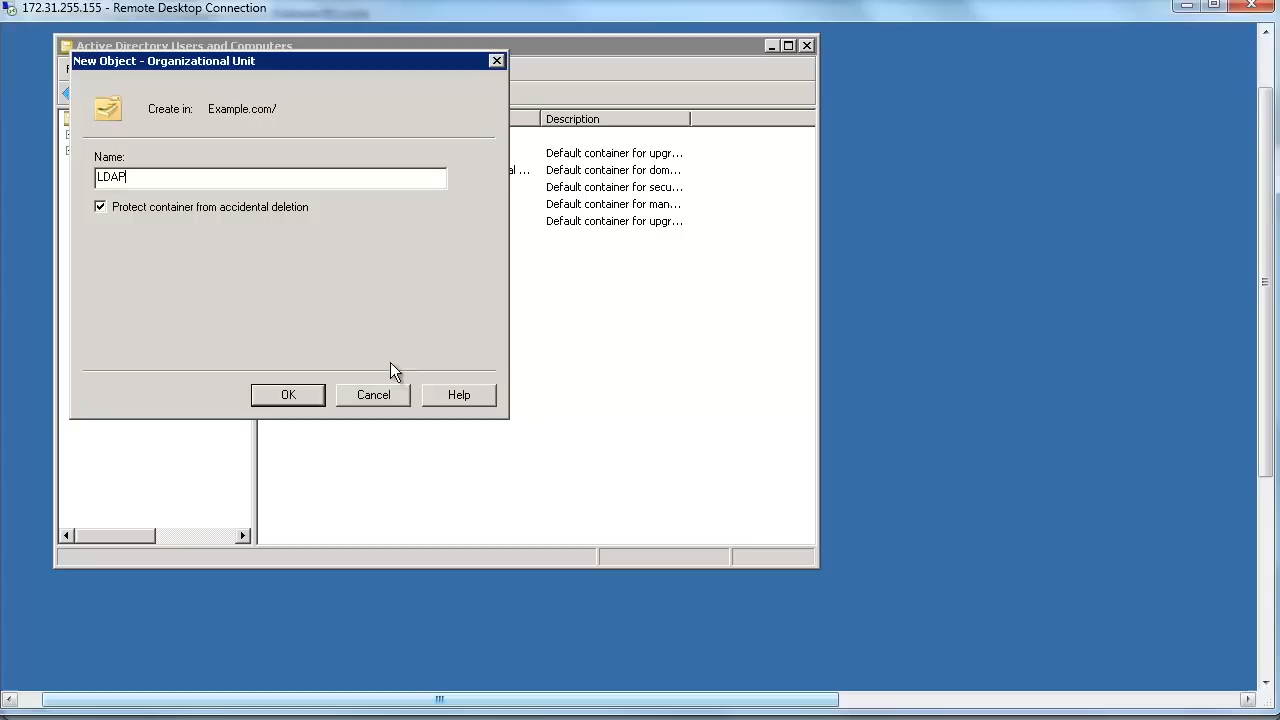 172.31.255.155 - Remote Desktop Connection
Active Directory Users and Computers
New Object - Organizational Unit
Create in: Example.com/
Description
Name:
Default container for upgr...
LDAP
al ... Default container for dom...
Default container for secu...
Protect container from accidental deletion
Default container for man...
Default container for upgr...
OK Cancel Help